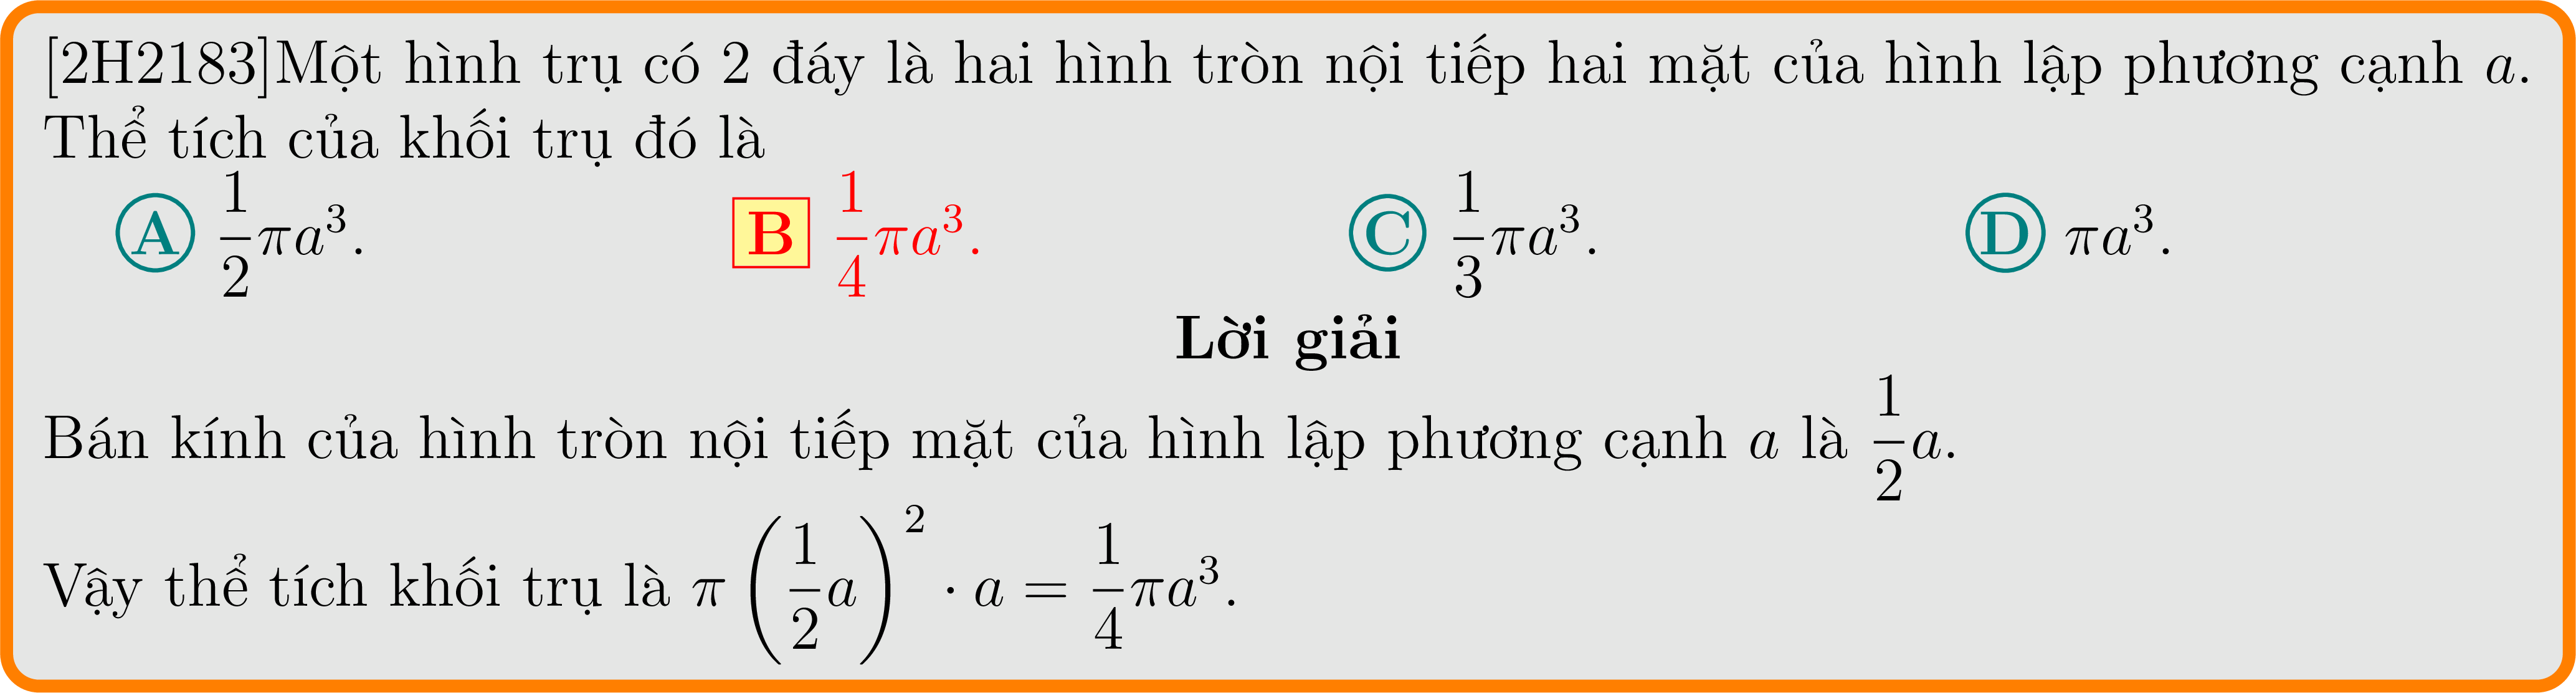 [2H2183]Một hình trụ có 2 đáy là hai hình tròn nội tiếp hai mặt của hình lập phương cạnh $a$.
Thể tích của khối trụ đó là
A $\frac{1}{2}\pi a^3$. B $\frac{1}{4}\pi a^3$. C $\frac{1}{3}\pi a^3$. D $\pi a^3$.
Lời giải
Bán kính của hình tròn nội tiếp mặt của hình lập phương cạnh $a$ là $\frac{1}{2}a$.
Vậy thể tích khối trụ là $\pi \left(\frac{1}{2}a\right)^2 \cdot a = \frac{1}{4}\pi a^3$.